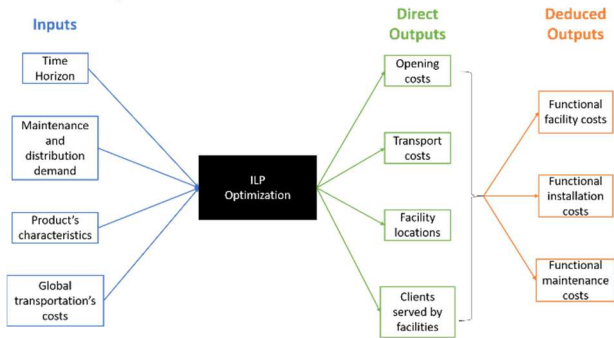 Inputs
Time
Horizon
Maintenance
and
distribution
demand
Product's
characteristics
Global
transportation's
costs
ILP
Optimization
Direct
Outputs
Opening
costs
Transport
costs
Facility
locations
Clients
served by
facilities
Deduced
Outputs
Functional
facility costs
Functional
installation
costs
Functional
maintenance
costs